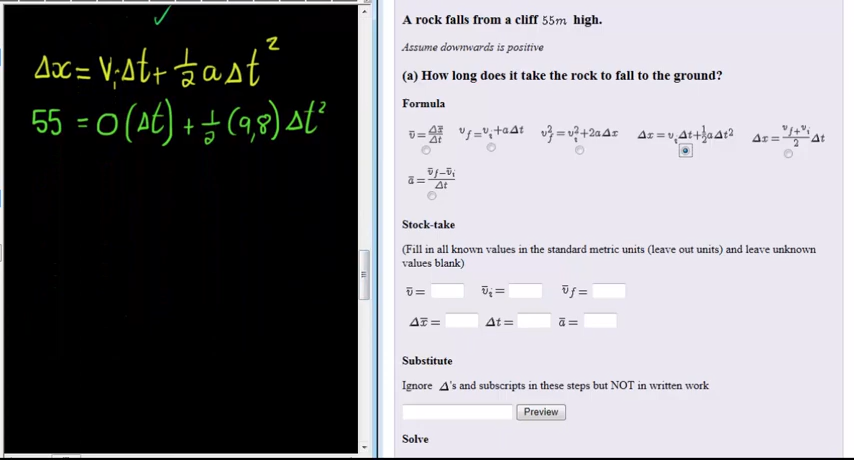 Δx = ViΔt + 1/2 a Δt²
55 = 0 (Δt) + 1/2 (9,8) Δt²
A rock falls from a cliff 55m high.
Assume downwards is positive
(a) How long does it take the rock to fall to the ground?
Formula
v̄ = Δx̄/Δt v_f = v_i + aΔt v_f² = v_i² + 2aΔx Δx = v_iΔt + ½aΔt² Δx = (v_f + v_i)/2 Δt
ā = (v̄_f − v̄_i)/Δt
Stock-take
(Fill in all known values in the standard metric units (leave out units) and leave unknown
values blank)
v̄ = v̄_i = v̄_f =
Δx̄ = Δt = ā =
Substitute
Ignore Δ's and subscripts in these steps but NOT in written work
Preview
Solve